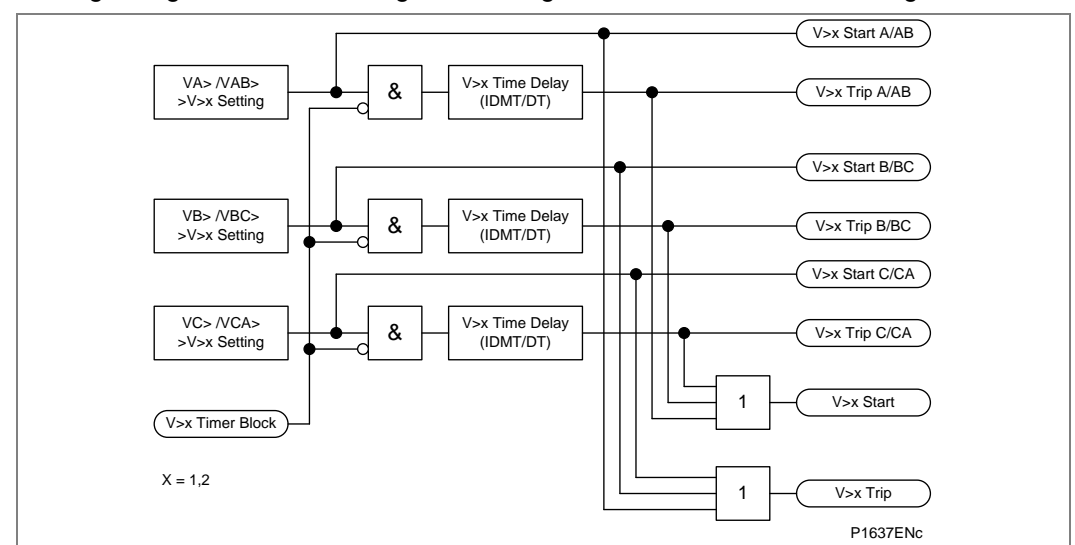 V>x Start A/AB
VA> /VAB>
>V>x Setting
&
V>x Time Delay
(IDMT/DT)
V>x Trip A/AB
V>x Start B/BC
VB> /VBC>
>V>x Setting
&
V>x Time Delay
(IDMT/DT)
V>x Trip B/BC
V>x Start C/CA
VC> /VCA>
>V>x Setting
&
V>x Time Delay
(IDMT/DT)
V>x Trip C/CA
1
V>x Start
V>x Timer Block
X = 1,2
1
V>x Trip
P1637ENc